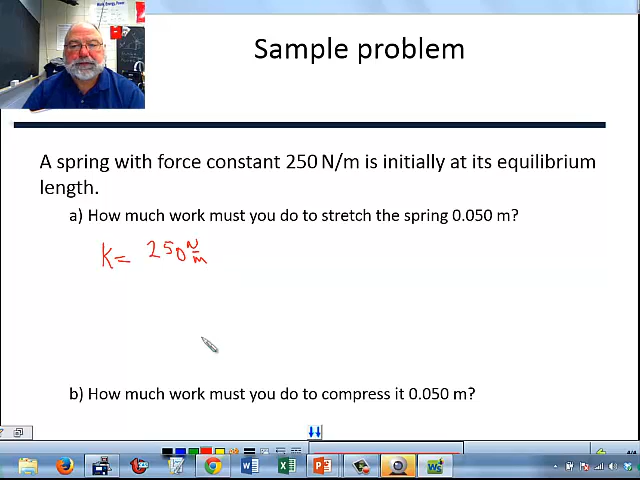 Sample problem
A spring with force constant 250 N/m is initially at its equilibrium
length.
a) How much work must you do to stretch the spring 0.050 m?
K= 250 N/m
b) How much work must you do to compress it 0.050 m?